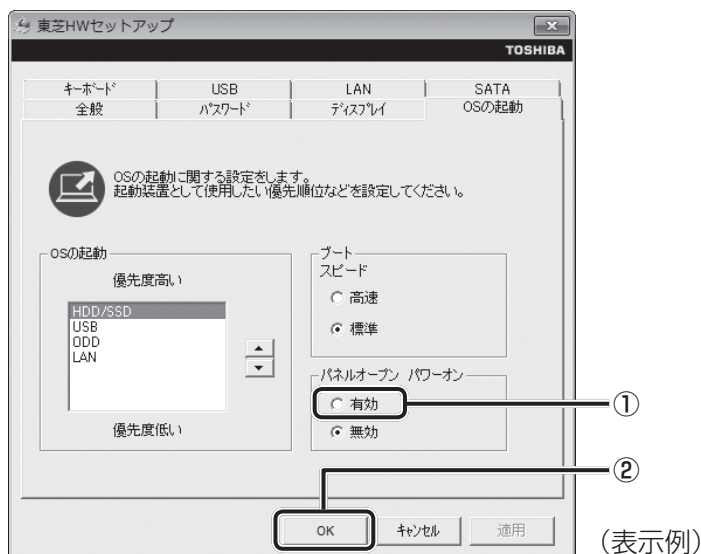 東芝HWセットアップ
TOSHIBA
キーボード USB LAN SATA
全般 パスワード ディスプレイ OSの起動
OSの起動に関する設定をします。
起動装置として使用したい優先順位などを設定してください。
OSの起動
優先度高い
HDD/SSD
USB
ODD
LAN
優先度低い
ブート
スピード
高速
標準
パネルオープン パワーオン
有効
無効
①
②
OK キャンセル 適用
（表示例）